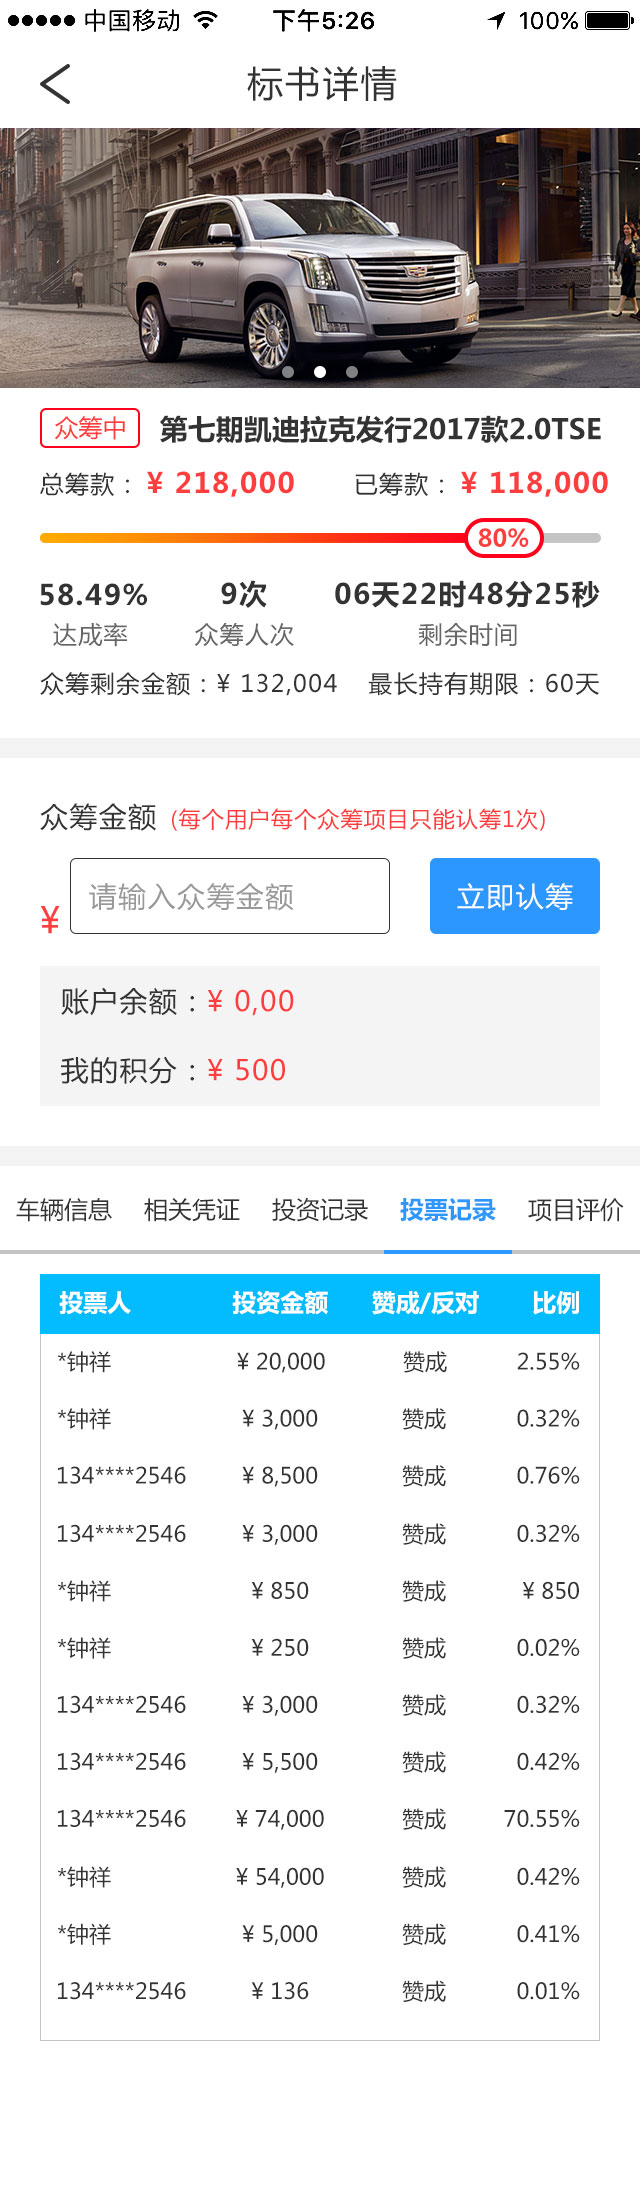 中国移动 下午5:26 100%
标书详情
众筹中 第七期凯迪拉克发行2017款2.0TSE
总筹款： ¥ 218,000 已筹款： ¥ 118,000
80%
58.49% 9次 06天22时48分25秒
达成率 众筹人次 剩余时间
众筹剩余金额：¥ 132,004 最长持有期限：60天
众筹金额 (每个用户每个众筹项目只能认筹1次)
¥ 请输入众筹金额 立即认筹
账户余额：¥ 0,00
我的积分：¥ 500
车辆信息 相关凭证 投资记录 投票记录 项目评价
投票人 投资金额 赞成/反对 比例
*钟祥 ¥ 20,000 赞成 2.55%
*钟祥 ¥ 3,000 赞成 0.32%
134****2546 ¥ 8,500 赞成 0.76%
134****2546 ¥ 3,000 赞成 0.32%
*钟祥 ¥ 850 赞成 ¥ 850
*钟祥 ¥ 250 赞成 0.02%
134****2546 ¥ 3,000 赞成 0.32%
134****2546 ¥ 5,500 赞成 0.42%
134****2546 ¥ 74,000 赞成 70.55%
*钟祥 ¥ 54,000 赞成 0.42%
*钟祥 ¥ 5,000 赞成 0.41%
134****2546 ¥ 136 赞成 0.01%